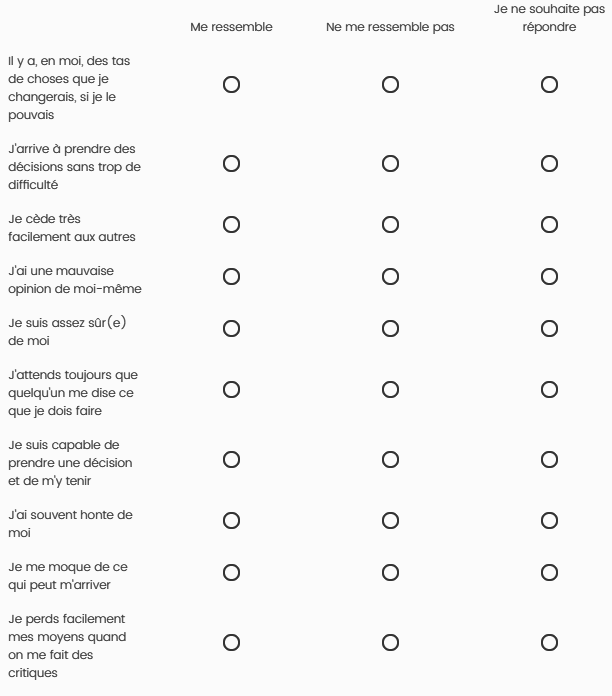 Je ne souhaite pas
Me ressemble Ne me ressemble pas répondre
Il y a, en moi, des tas
de choses que je
changerais, si je le
pouvais
J'arrive à prendre des
décisions sans trop de
difficulté
Je cède très
facilement aux autres
J'ai une mauvaise
opinion de moi-même
Je suis assez sûr(e)
de moi
J'attends toujours que
quelqu'un me dise ce
que je dois faire
Je suis capable de
prendre une décision
et de m'y tenir
J'ai souvent honte de
moi
Je me moque de ce
qui peut m'arriver
Je perds facilement
mes moyens quand
on me fait des
critiques